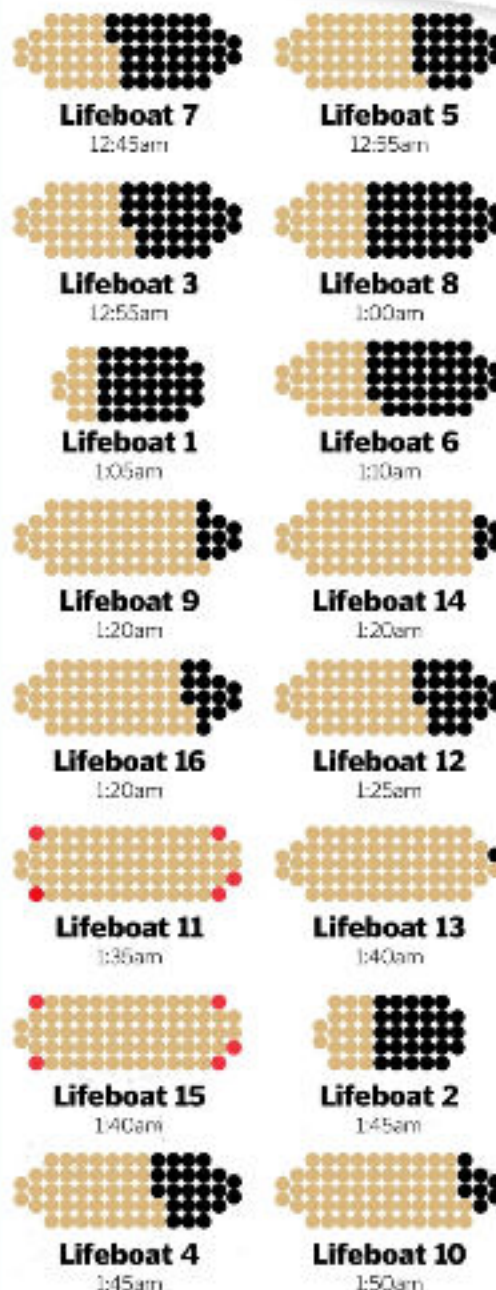 Lifeboat 7
12:45am
Lifeboat 5
12:55am
Lifeboat 3
12:55am
Lifeboat 8
1:00am
Lifeboat 1
1:05am
Lifeboat 6
1:10am
Lifeboat 9
1:20am
Lifeboat 14
1:20am
Lifeboat 16
1:20am
Lifeboat 12
1:25am
Lifeboat 11
1:35am
Lifeboat 13
1:40am
Lifeboat 15
1:40am
Lifeboat 2
1:45am
Lifeboat 4
1:45am
Lifeboat 10
1:50am